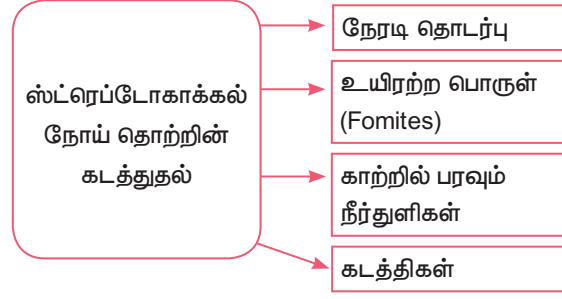 ஸ்ட்ரெப்டோகாக்கல்
நோய் தொற்றின்
கடத்துதல்
நேரடி தொடர்பு
உயிரற்ற பொருள்
(Fomites)
காற்றில் பரவும்
நீர்துளிகள்
கடத்திகள்